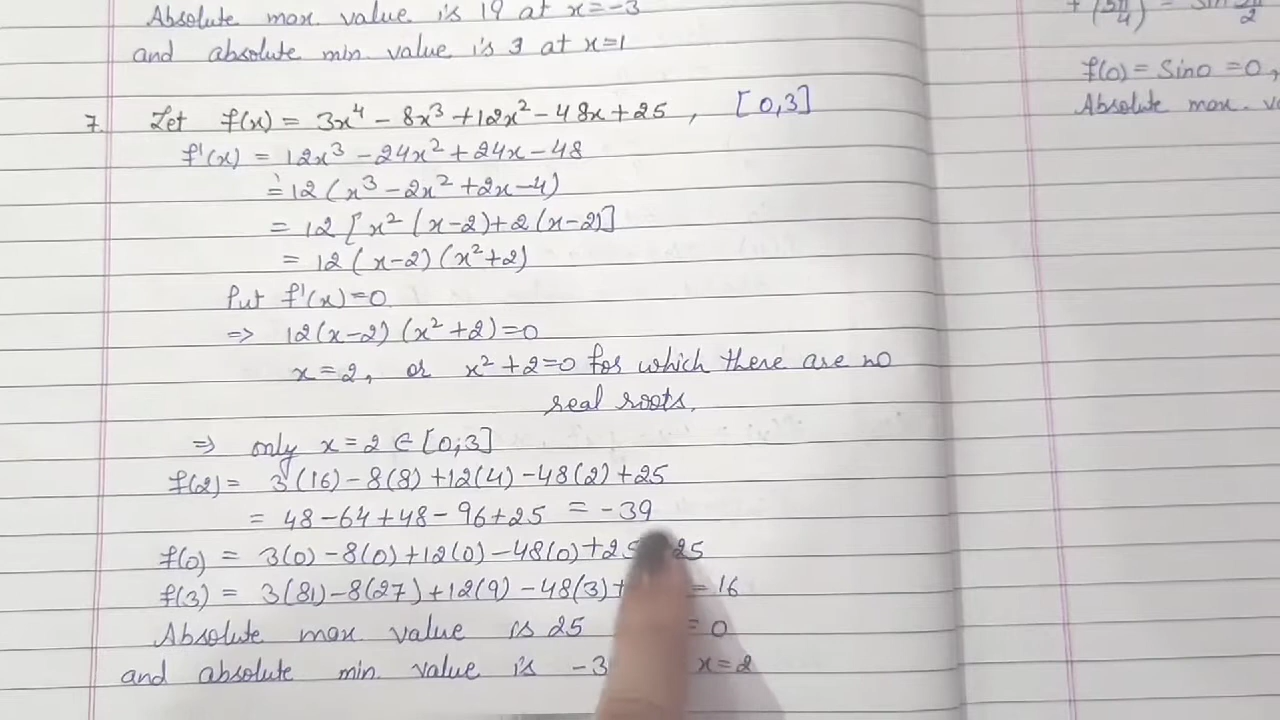 Absolute max. value is 19 at x=-3
and absolute min. value is 3 at x=1
7. Let f(x) = 3x⁴ - 8x³ + 12x² - 48x + 25 , [0,3]
f'(x) = 12x³ - 24x² + 24x - 48
= 12 (x³ - 2x² + 2x - 4)
= 12 [x² (x-2) + 2 (x-2)]
= 12 (x-2) (x²+2)
Put f'(x)=0
⇒ 12(x-2) (x²+2)=0
x=2, or x²+2=0 for which there are no
real roots.
⇒ only x=2 ∈ [0,3]
f(2) = 3(16) - 8(8) + 12(4) - 48(2) + 25
= 48 - 64 + 48 - 96 + 25 = -39
f(0) = 3(0) - 8(0) + 12(0) - 48(0) + 25 25
f(3) = 3(81) - 8(27) + 12(9) - 48(3) + = 16
Absolute max value is 25 = 0
and absolute min. value is -3 x=2
f(0) = Sin0 = 0,
Absolute max.